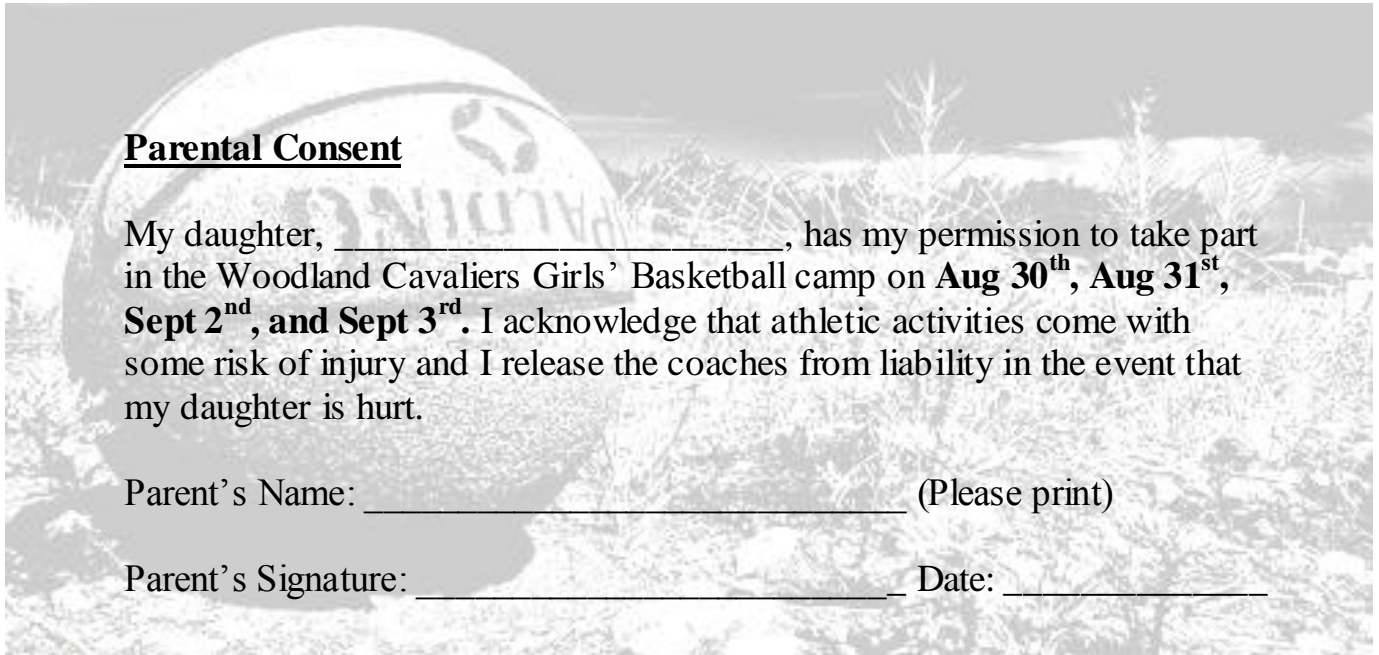 Parental Consent
PALDING
My daughter, ________________________, has my permission to take part
in the Woodland Cavaliers Girls’ Basketball camp on Aug 30th, Aug 31st,
Sept 2nd, and Sept 3rd. I acknowledge that athletic activities come with
some risk of injury and I release the coaches from liability in the event that
my daughter is hurt.
Parent’s Name: _____________________________ (Please print)
Parent’s Signature: __________________________ Date: ______________